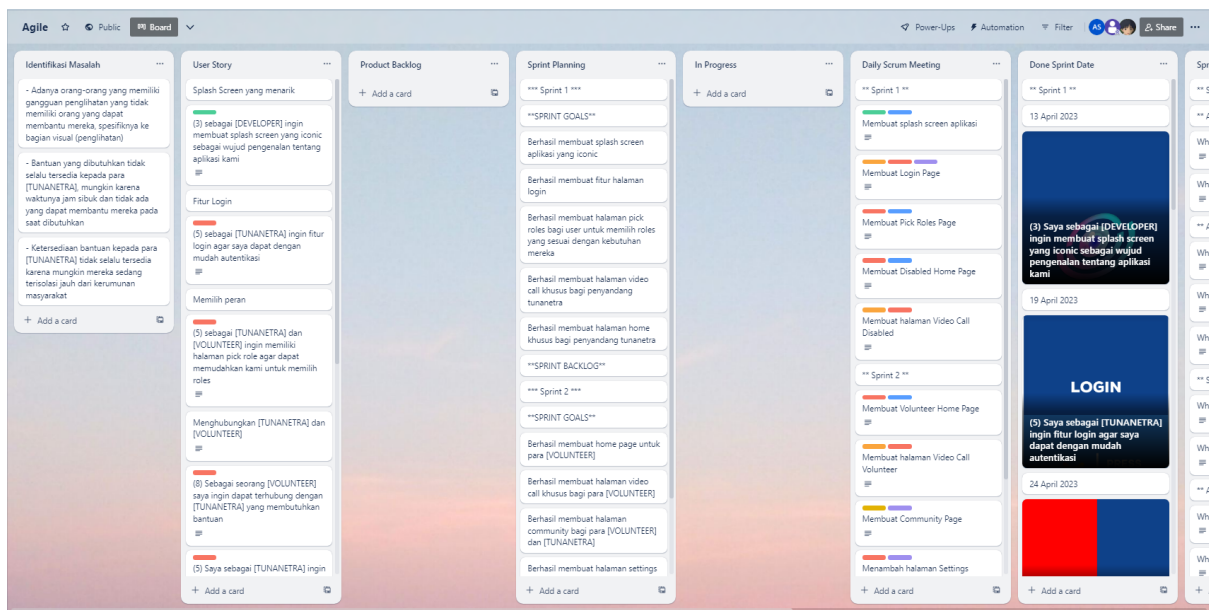 Agile
Public
Board
Power-Ups
Automation
Filter
AS
Share
Identifikasi Masalah
- Adanya orang-orang yang memiliki
gangguan penglihatan yang tidak
memiliki orang yang dapat
membantu mereka, spesifiknya ke
bagian visual (penglihatan)
- Bantuan yang dibutuhkan tidak
selalu tersedia kepada para
[TUNANETRA], mungkin karena
waktunya jam sibuk dan tidak ada
yang dapat membantu mereka pada
saat dibutuhkan
- Ketersediaan bantuan kepada para
[TUNANETRA] tidak selalu tersedia
karena mungkin mereka sedang
terisolasi jauh dari kerumunan
masyarakat
+ Add a card
User Story
Splash Screen yang menarik
(3) sebagai [DEVELOPER] ingin
membuat splash screen yang iconic
sebagai wujud pengenalan tentang
aplikasi kami
Fitur Login
(5) sebagai [TUNANETRA] ingin fitur
login agar saya dapat dengan
mudah autentikasi
Memilih peran
(5) sebagai [TUNANETRA] dan
[VOLUNTEER] ingin memiliki
halaman pick role agar dapat
memudahkan kami untuk memilih
roles
Menghubungkan [TUNANETRA] dan
[VOLUNTEER]
(8) Sebagai seorang [VOLUNTEER]
saya ingin dapat terhubung dengan
[TUNANETRA] yang membutuhkan
bantuan
(5) Saya sebagai [TUNANETRA] ingin
+ Add a card
Product Backlog
+ Add a card
Sprint Planning
*** Sprint 1 ***
**SPRINT GOALS**
Berhasil membuat splash screen
aplikasi yang iconic
Berhasil membuat fitur halaman
login
Berhasil membuat halaman pick
roles bagi user untuk memilih roles
yang sesuai dengan kebutuhan
mereka
Berhasil membuat halaman video
call khusus bagi penyandang
tunanetra
Berhasil membuat halaman home
khusus bagi penyandang tunanetra
**SPRINT BACKLOG**
*** Sprint 2 ***
**SPRINT GOALS**
Berhasil membuat home page untuk
para [VOLUNTEER]
Berhasil membuat halaman video
call khusus bagi para [VOLUNTEER]
Berhasil membuat halaman
community bagi para [VOLUNTEER]
dan [TUNANETRA]
Berhasil membuat halaman settings
+ Add a card
In Progress
+ Add a card
Daily Scrum Meeting
** Sprint 1 **
Membuat splash screen aplikasi
Membuat Login Page
Membuat Pick Roles Page
Membuat Disabled Home Page
Membuat halaman Video Call
Disabled
** Sprint 2 **
Membuat Volunteer Home Page
Membuat halaman Video Call
Volunteer
Membuat Community Page
Menambah halaman Settings
+ Add a card
Done Sprint Date
** Sprint 1 **
13 April 2023
(3) Saya sebagai [DEVELOPER]
ingin membuat splash screen
yang iconic sebagai wujud
pengenalan tentang aplikasi
kami
19 April 2023
LOGIN
(5) Saya sebagai [TUNANETRA]
ingin fitur login agar saya
dapat dengan mudah
autentikasi
24 April 2023
+ Add a card